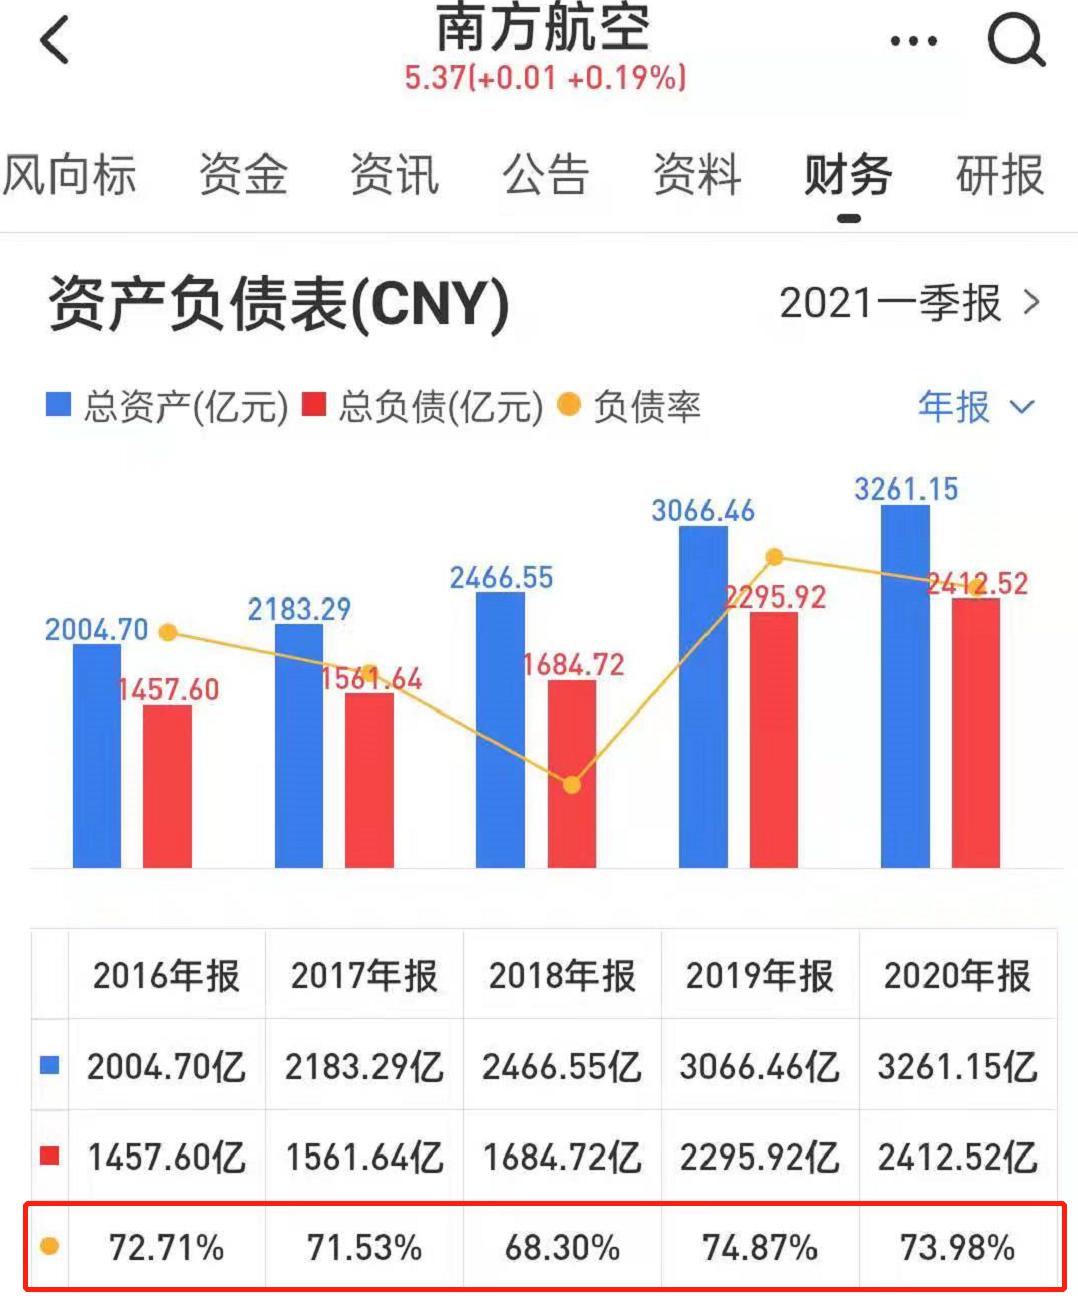 南方航空
5.37(+0.01 +0.19%)
风向标 资金 资讯 公告 资料 财务 研报
资产负债表(CNY) 2021一季报
总资产(亿元) 总负债(亿元) 负债率 年报
3261.15
3066.46
2466.55
2412.52
2295.92
2183.29
2004.70
1684.72
1561.64
1457.60
2016年报 2017年报 2018年报 2019年报 2020年报
2004.70亿 2183.29亿 2466.55亿 3066.46亿 3261.15亿
1457.60亿 1561.64亿 1684.72亿 2295.92亿 2412.52亿
72.71% 71.53% 68.30% 74.87% 73.98%